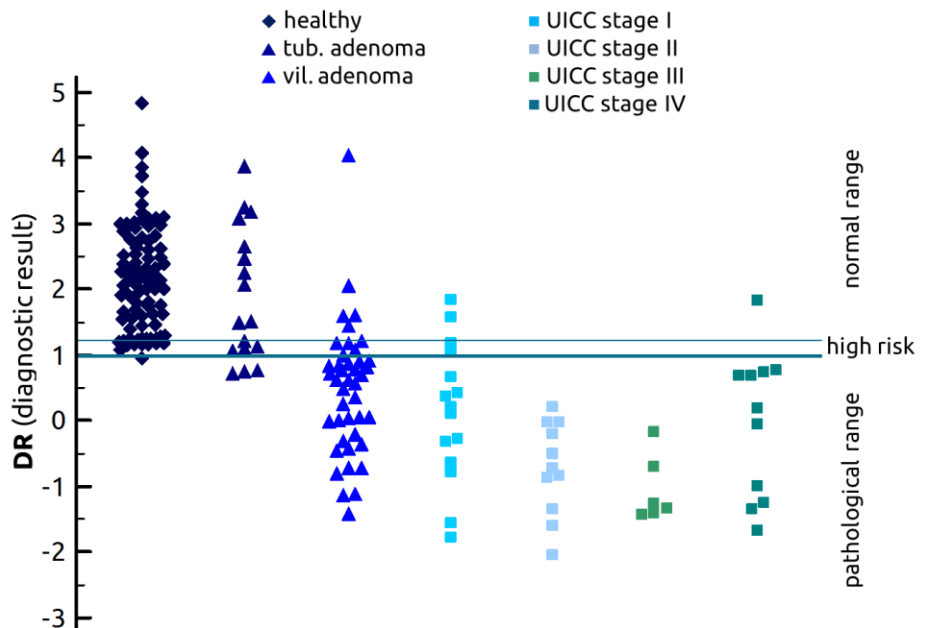 healthy
tub. adenoma
vil. adenoma
UICC stage I
UICC stage II
UICC stage III
UICC stage IV
DR (diagnostic result)
5
4
3
2
1
0
-1
-2
-3
normal range
high risk
pathological range